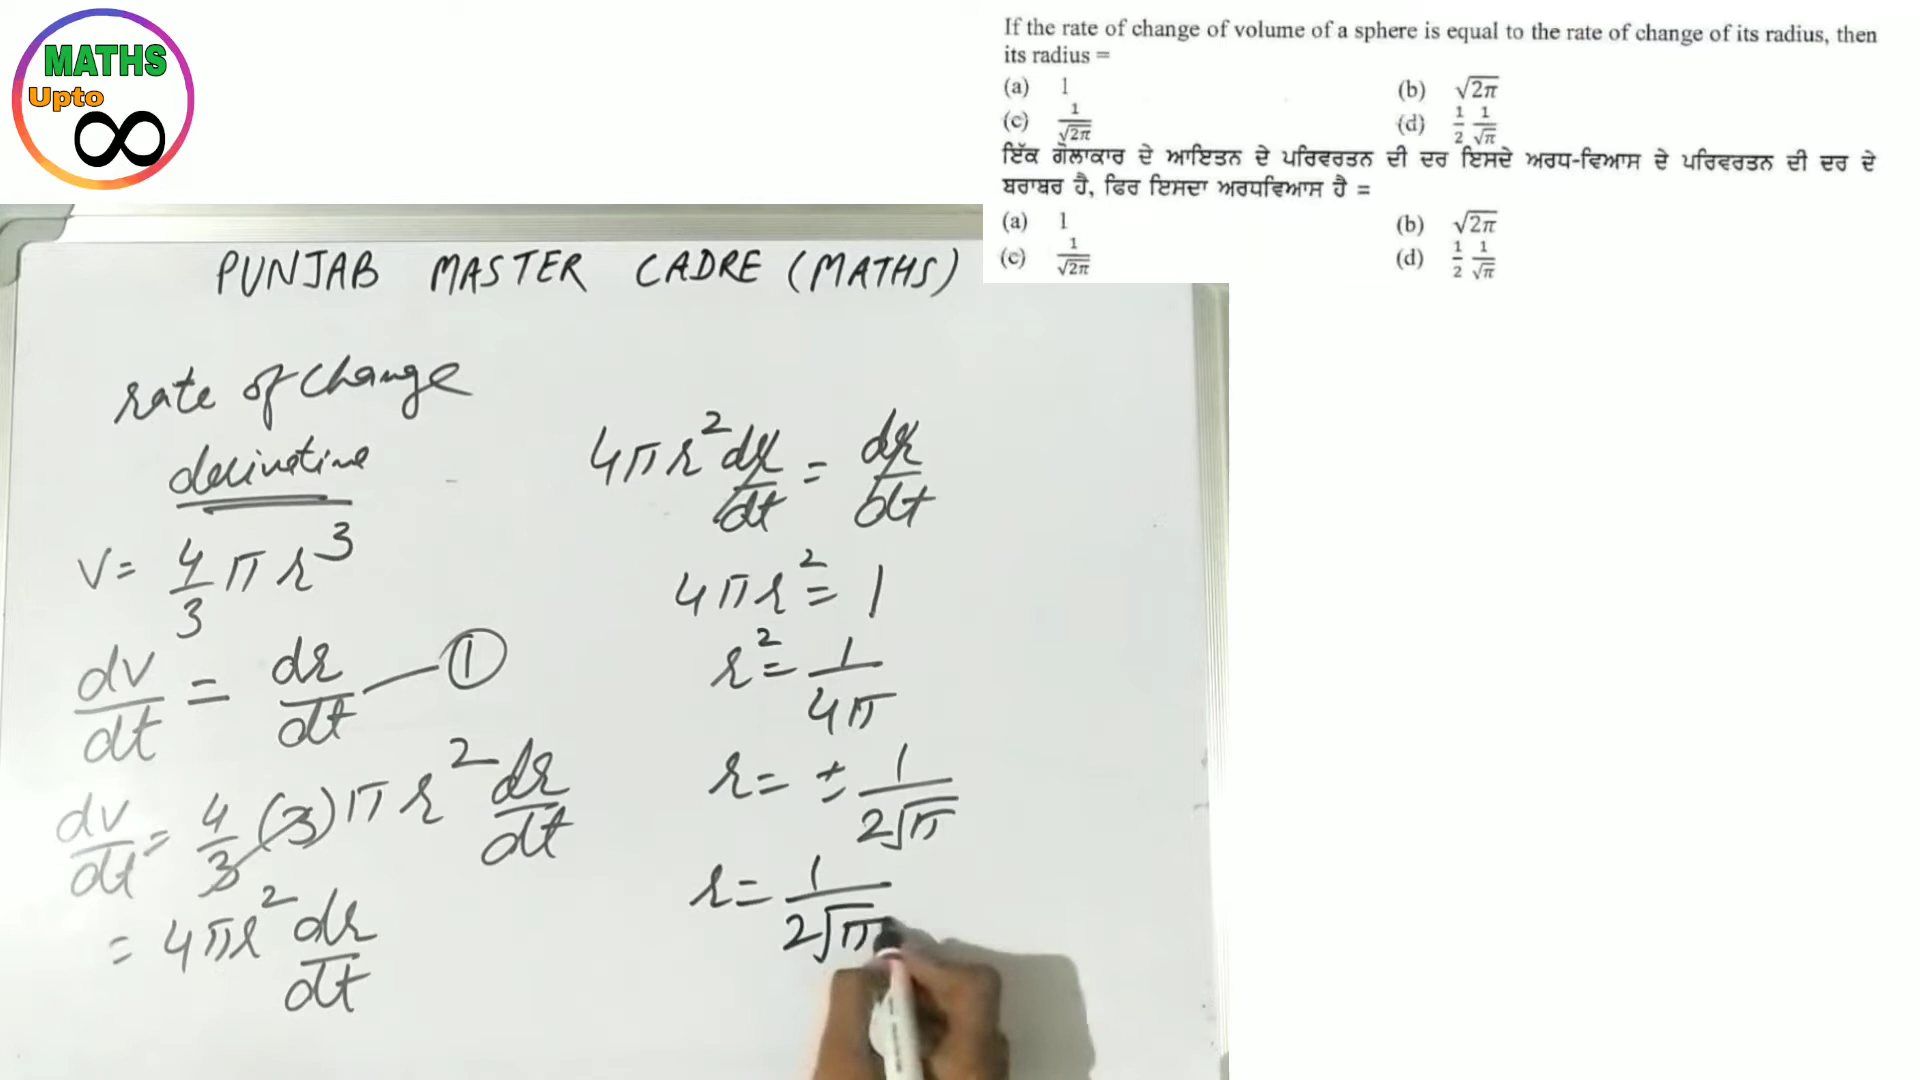 MATHS
Upto
∞
If the rate of change of volume of a sphere is equal to the rate of change of its radius, then
its radius =
(a) 1 (b) √2π
(c) 1/√2π (d) 1/2 1/√π
ਇੱਕ ਗੋਲਾਕਾਰ ਦੇ ਆਇਤਨ ਦੇ ਪਰਿਵਰਤਨ ਦੀ ਦਰ ਇਸਦੇ ਅਰਧ-ਵਿਆਸ ਦੇ ਪਰਿਵਰਤਨ ਦੀ ਦਰ ਦੇ
ਬਰਾਬਰ ਹੈ, ਫਿਰ ਇਸਦਾ ਅਰਧਵਿਆਸ ਹੈ =
(a) 1 (b) √2π
(c) 1/√2π (d) 1/2 1/√π
PUNJAB MASTER CADRE (MATHS)
rate of change
derivative
V = 4/3 π r³
dv/dt = dr/dt — ①
dv/dt = 4/3 (3) π r² dr/dt
= 4πr² dr/dt
4πr² dr/dt = dr/dt
4πr² = 1
r² = 1/4π
r = ± 1/2√π
r = 1/2√π